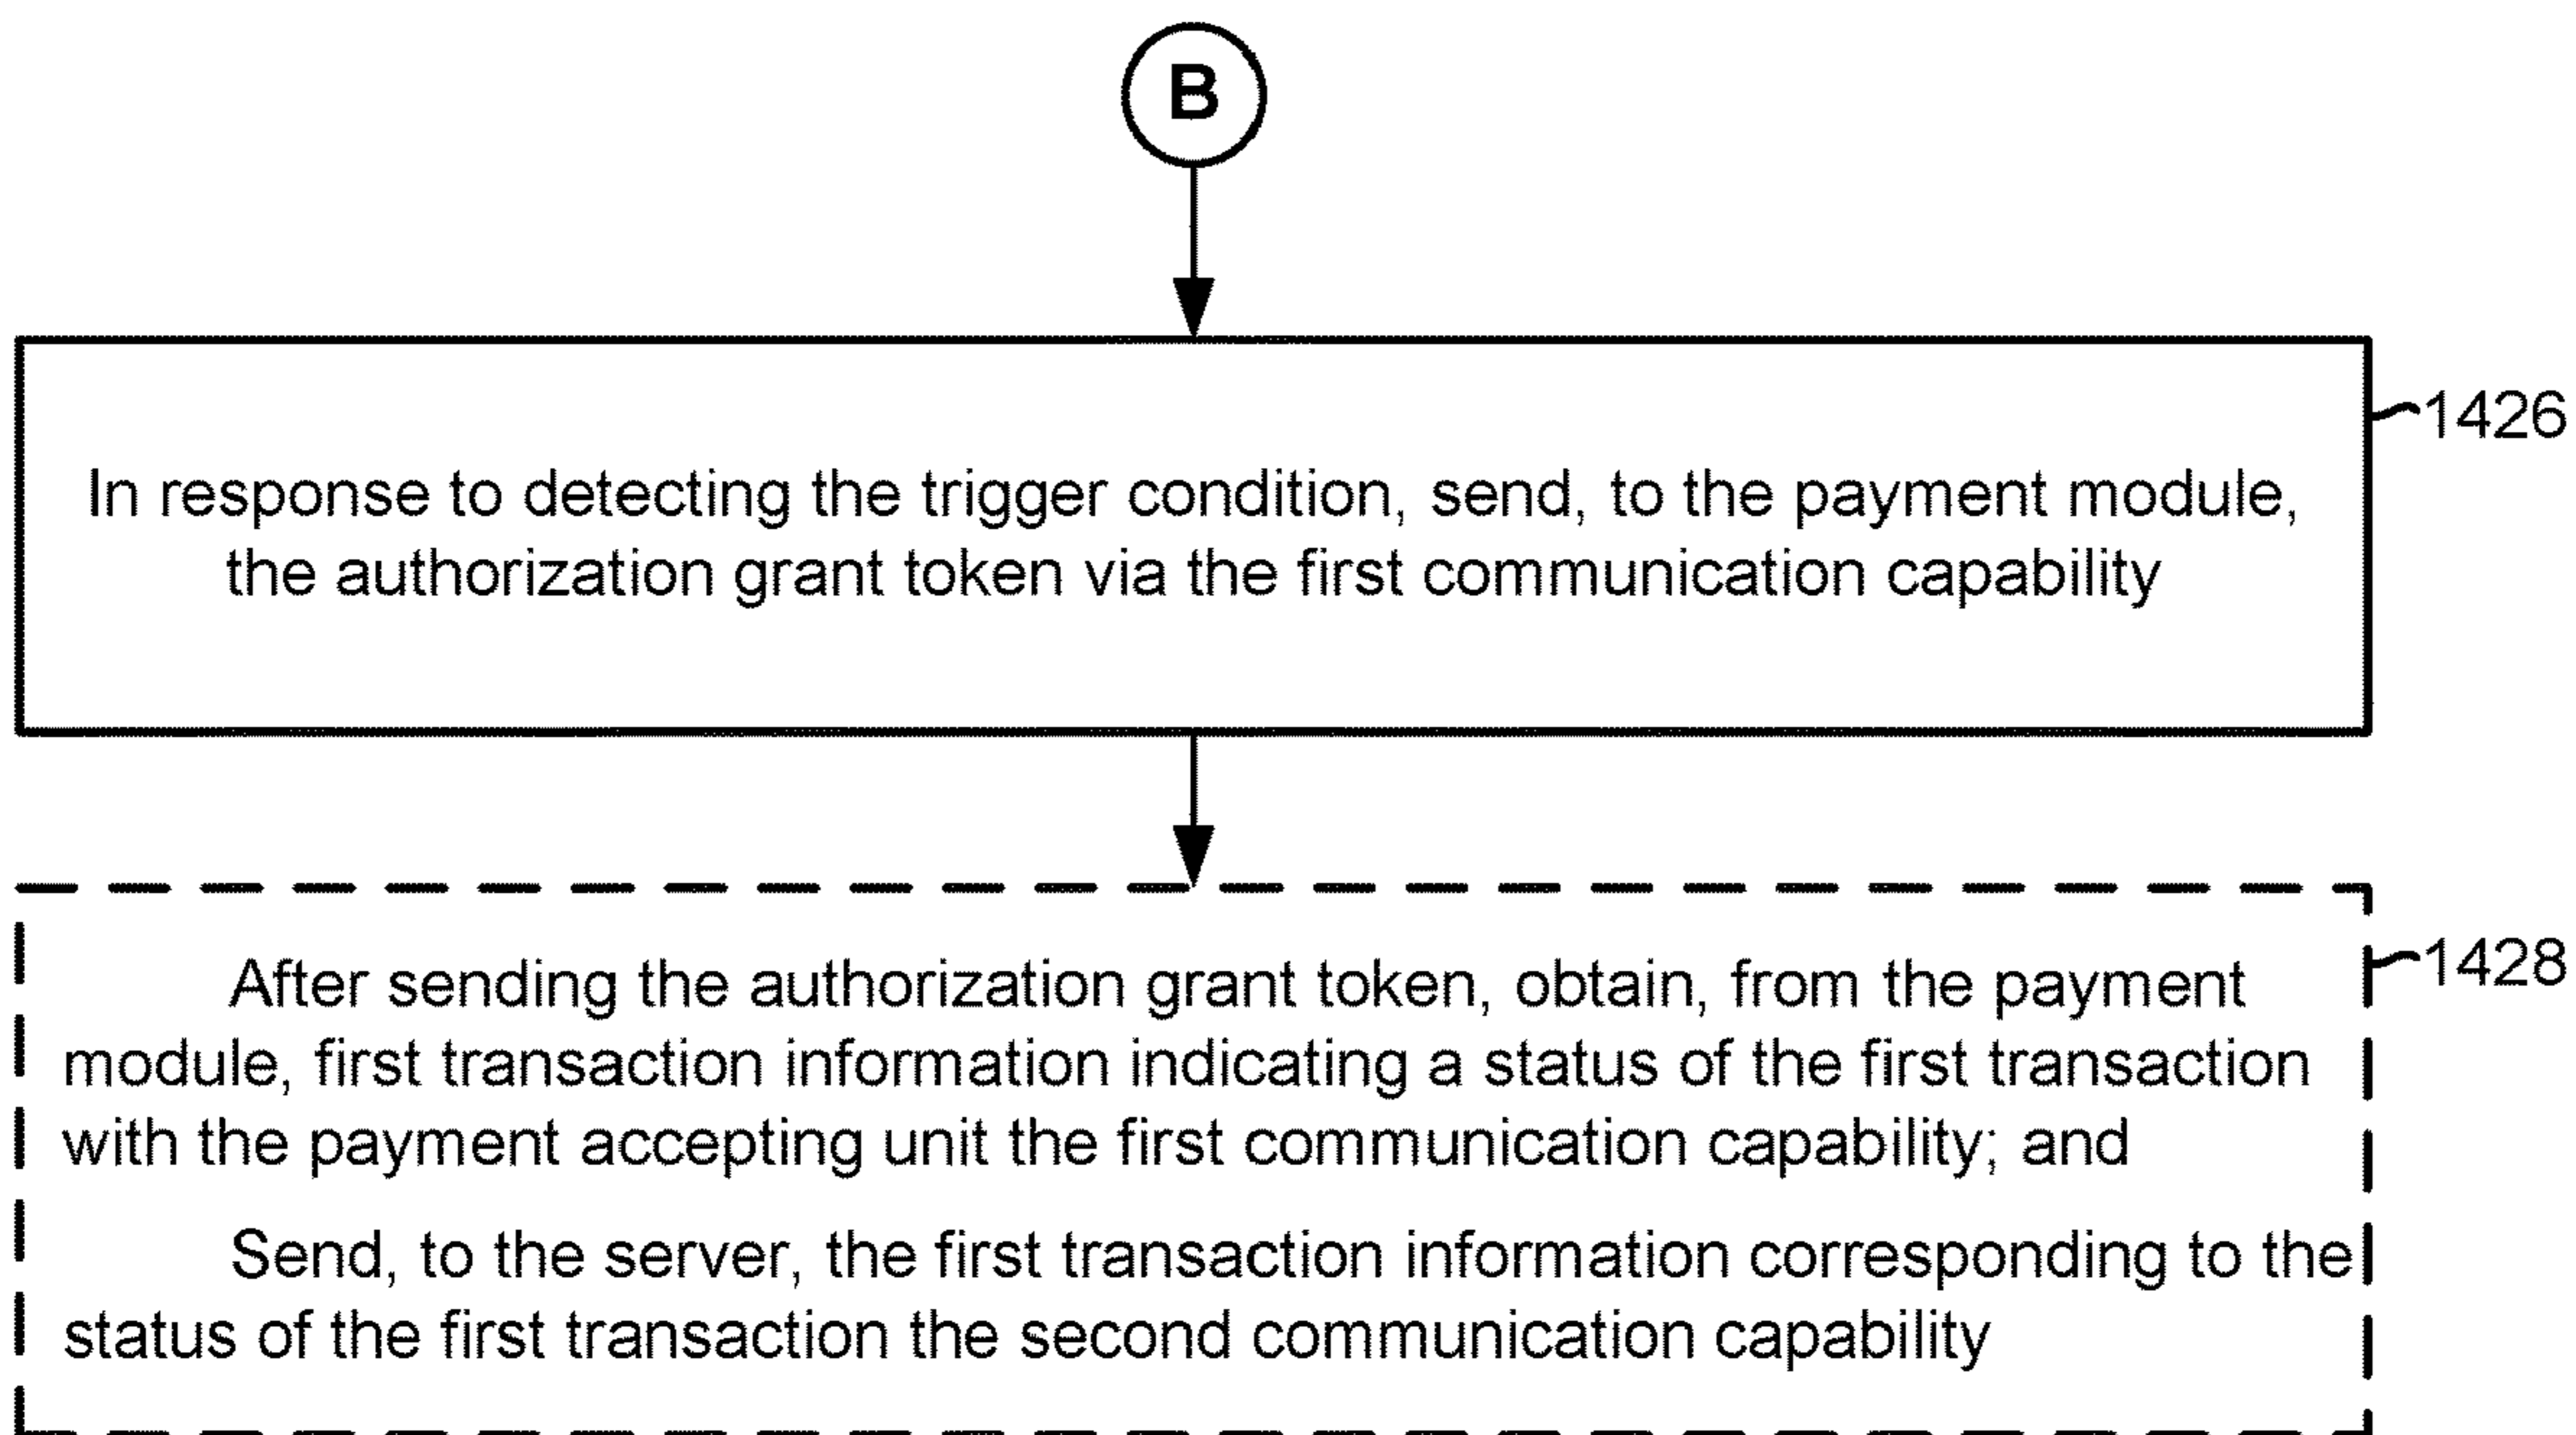 B
1426
In response to detecting the trigger condition, send, to the payment module,
the authorization grant token via the first communication capability
1428
After sending the authorization grant token, obtain, from the payment
module, first transaction information indicating a status of the first transaction
with the payment accepting unit the first communication capability; and
Send, to the server, the first transaction information corresponding to the
status of the first transaction the second communication capability